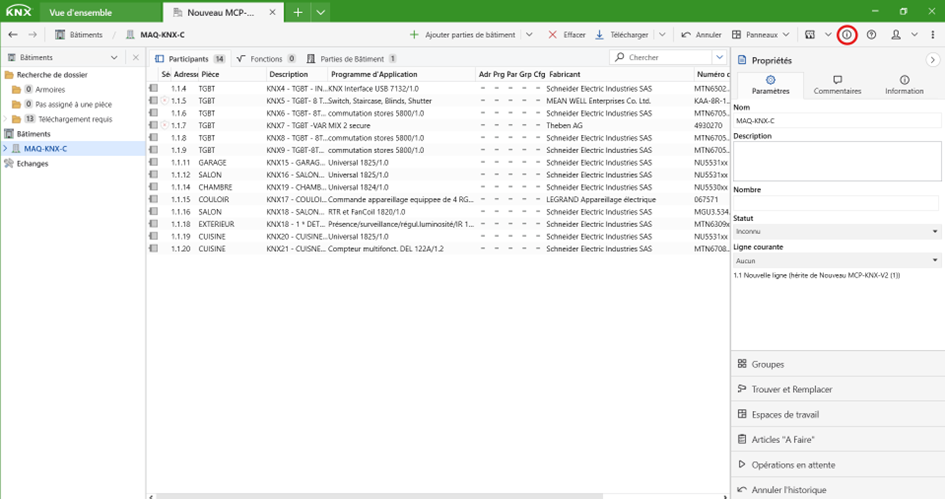 KNX Vue d'ensemble Nouveau MCP-...
Bâtiments / MAQ-KNX-C Ajouter parties de bâtiment Effacer Télécharger Annuler Panneaux
Bâtiments
Recherche de dossier
0 Armoires
0 Pas assigné à une pièce
13 Téléchargement requis
Bâtiments
MAQ-KNX-C
Echanges
Participants 14 Fonctions 0 Parties de Bâtiment 1 Chercher
Sé Adresse Pièce Description Programme d'Application Adr Prg Par Grp Cfg Fabricant Numéro d
1.1.4 TGBT KNX4 - TGBT - IN... KNX Interface USB 7132/1.0 Schneider Electric Industries SAS MTN6502...
1.1.5 TGBT KNX5- TGBT- 8 T... Switch, Staircase, Blinds, Shutter MEAN WELL Enterprises Co. Ltd. KAA-8R-1...
1.1.6 TGBT KNX6 - TGBT - 8T... commutation stores 5800/1.0 Schneider Electric Industries SAS MTN6705...
1.1.7 TGBT KNX7 - TGBT -VAR MIX 2 secure Theben AG 4930270
1.1.8 TGBT KNX8 - TGBT - 8T... commutation stores 5800/1.0 Schneider Electric Industries SAS MTN6705...
1.1.9 TGBT KNX9 - TGBT- 8T... commutation stores 5800/1.0 Schneider Electric Industries SAS MTN6705...
1.1.11 GARAGE KNX15 - GARAG... Universal 1825/1.0 Schneider Electric Industries SAS NU5531xx
1.1.12 SALON KNX16 - SALON... Universal 1825/1.0 Schneider Electric Industries SAS NU5531xx
1.1.14 CHAMBRE KNX19 - CHAMB... Universal 1824/1.0 Schneider Electric Industries SAS NU5530xx
1.1.15 COULOIR KNX17 - COULOI... Commande appareillage equippee de 4 RG... LEGRAND Appareillage électrique 067571
1.1.16 SALON KNX18 - SALON... RTR et FanCoil 1820/1.0 Schneider Electric Industries SAS MGU3.534...
1.1.18 EXTERIEUR KNX18 - 1 * DET... Présence/surveillance/régul.luminosité/IR 1... Schneider Electric Industries SAS MTN6309x
1.1.19 CUISINE KNX20 - CUISINE... Universal 1825/1.0 Schneider Electric Industries SAS NU5531xx
1.1.20 CUISINE KNX21 - CUISINE... Compteur multifonct. DEL 122A/1.2 Schneider Electric Industries SAS MTN6708...
Propriétés
Paramètres Commentaires Information
Nom
MAQ-KNX-C
Description
Nombre
Statut
Inconnu
Ligne courante
Aucun
1.1 Nouvelle ligne (hérite de Nouveau MCP-KNX-V2 (1))
Groupes
Trouver et Remplacer
Espaces de travail
Articles "A Faire"
Opérations en attente
Annuler l'historique